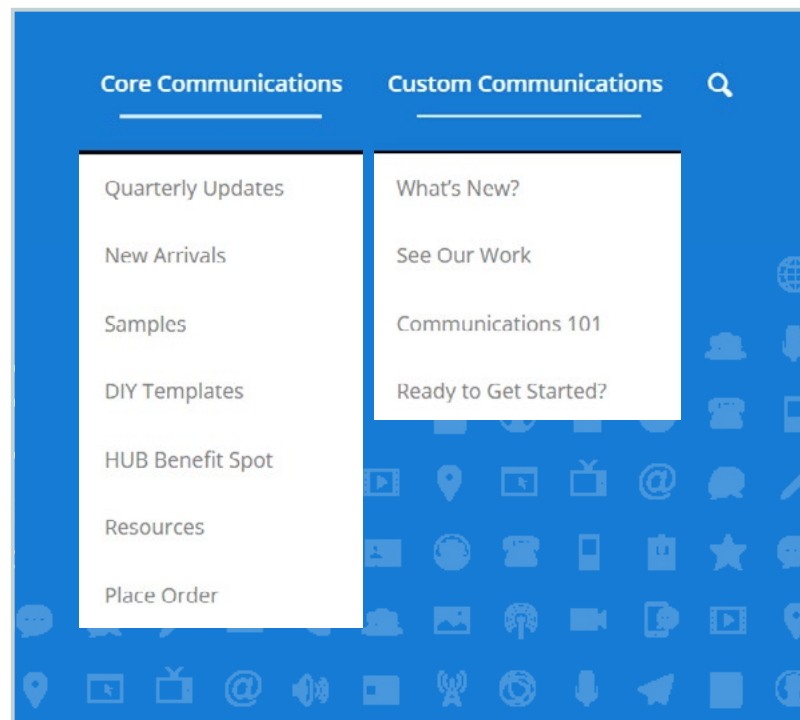 Core Communications
Custom Communications
Quarterly Updates
New Arrivals
Samples
DIY Templates
HUB Benefit Spot
Resources
Place Order
What's New?
See Our Work
Communications 101
Ready to Get Started?